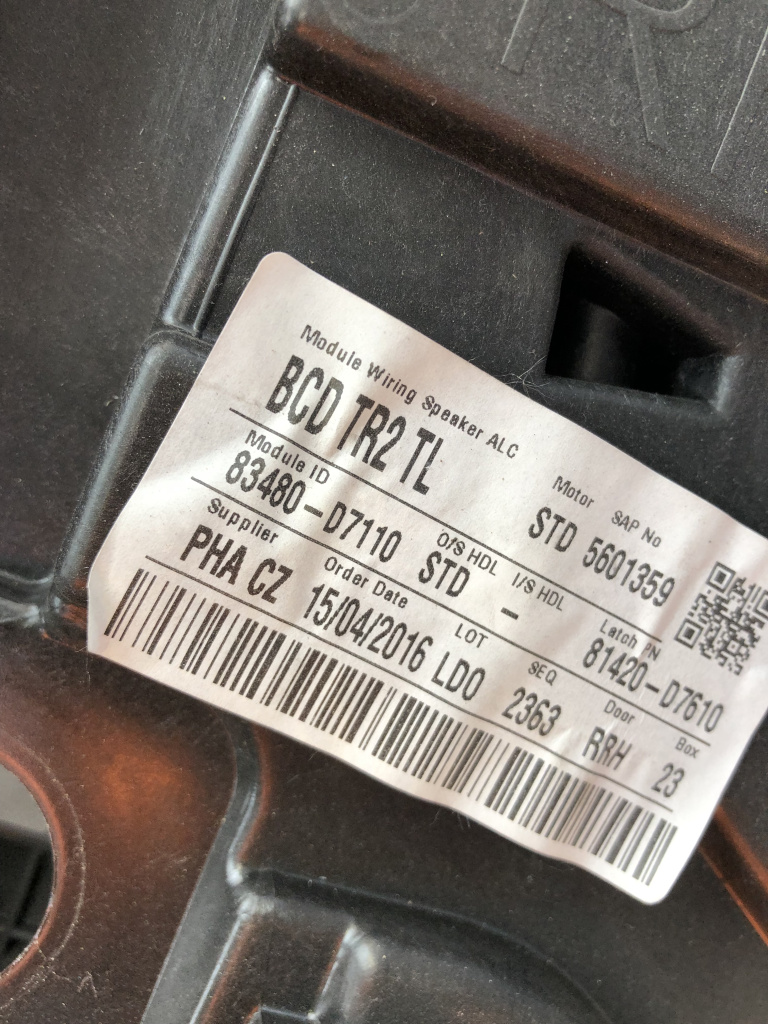 RI
Module Wiring Speaker ALC Motor SAP No
BCD TR2 TL STD 5601359
Module ID O/S HDL I/S HDL Latch PN
83480-D7110 STD - 81420-D7610
Supplier Order Date LOT SEQ Door Box
PHA CZ 15/04/2016 LDO 2363 RRH 23